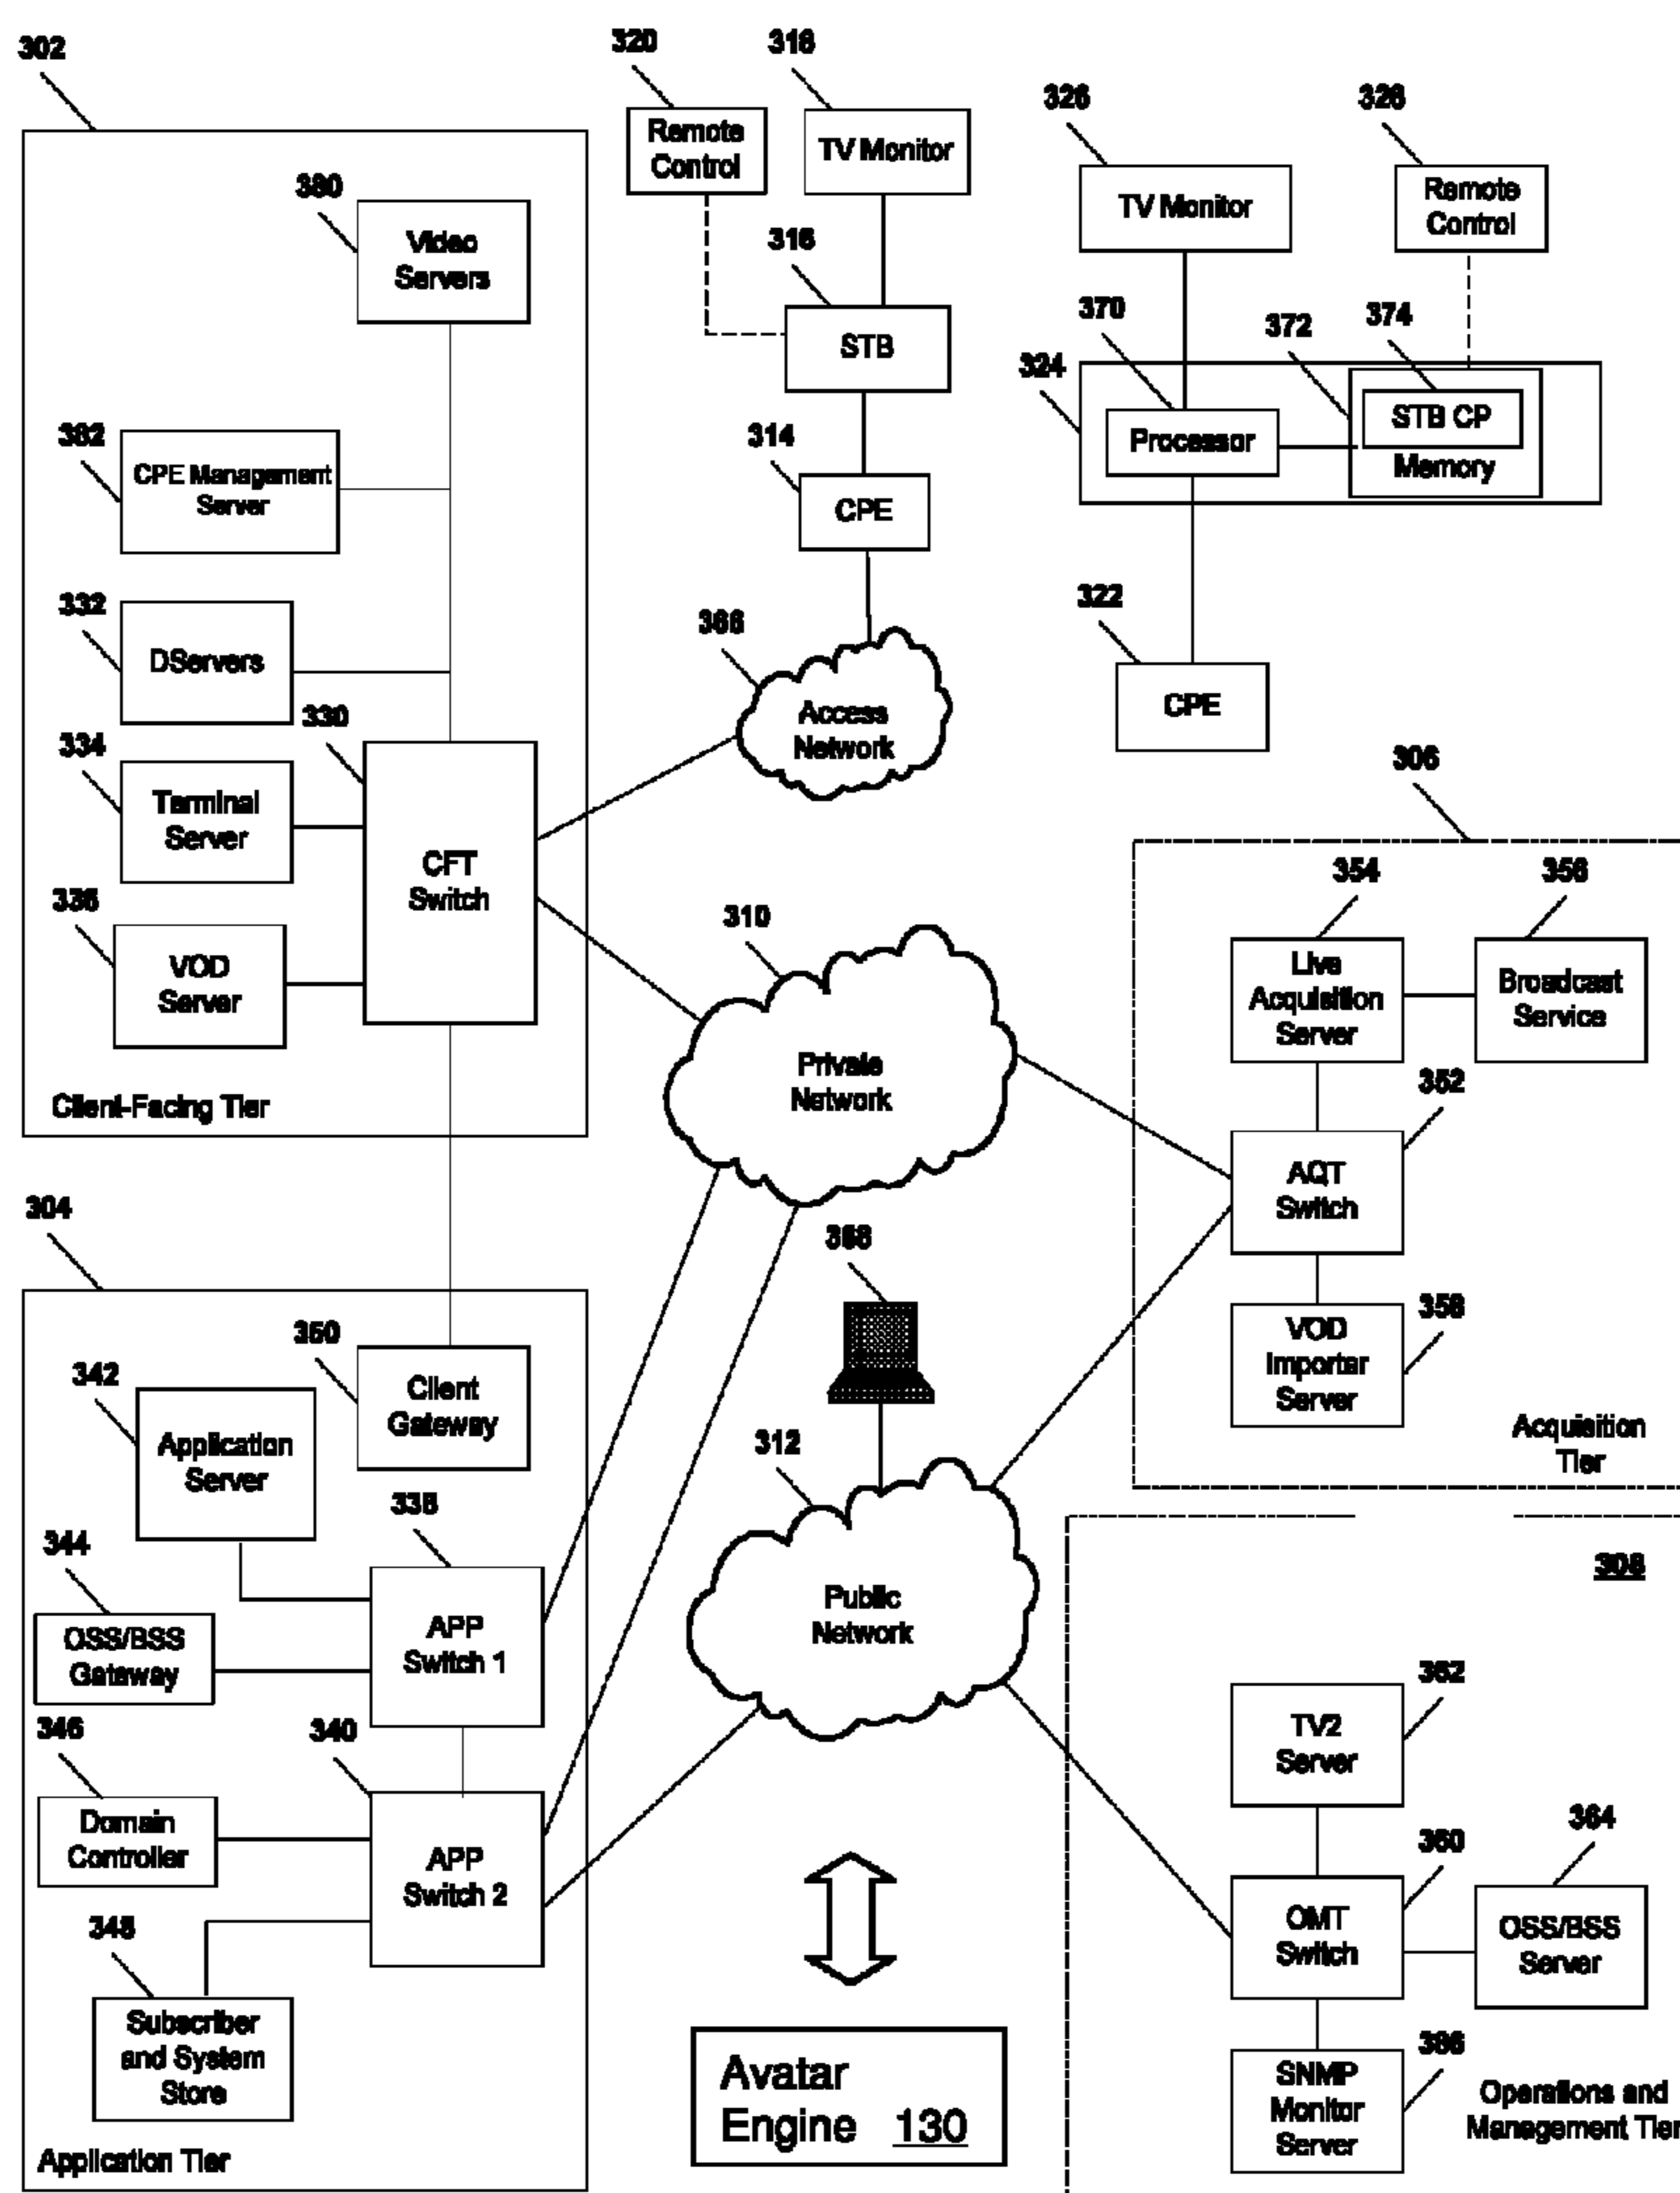 302
320
318
326
328
380
Remote
Control
TV Monitor
TV Monitor
Remote
Control
Video
Servers
316
STB
370
372
374
324
Processor
STB CP
Memory
382
CPE Management
Server
314
CPE
332
DServers
366
Access
Network
322
CPE
330
334
Terminal
Server
CFT
Switch
336
VOD
Server
Client-Facing Tier
310
Private
Network
306
354
356
Live
Acquisition
Server
Broadcast
Service
352
AQT
Switch
358
VOD
Importer
Server
Acquisition
Tier
304
350
Client
Gateway
342
Application
Server
338
APP
Switch 1
344
OSS/BSS
Gateway
346
Domain
Controller
340
APP
Switch 2
348
Subscriber
and System
Store
Application Tier
312
Public
Network
Avatar
Engine 130
308
362
TV2
Server
360
OMT
Switch
364
OSS/BSS
Server
SNMP
Monitor
Server
Operations and
Management Tier